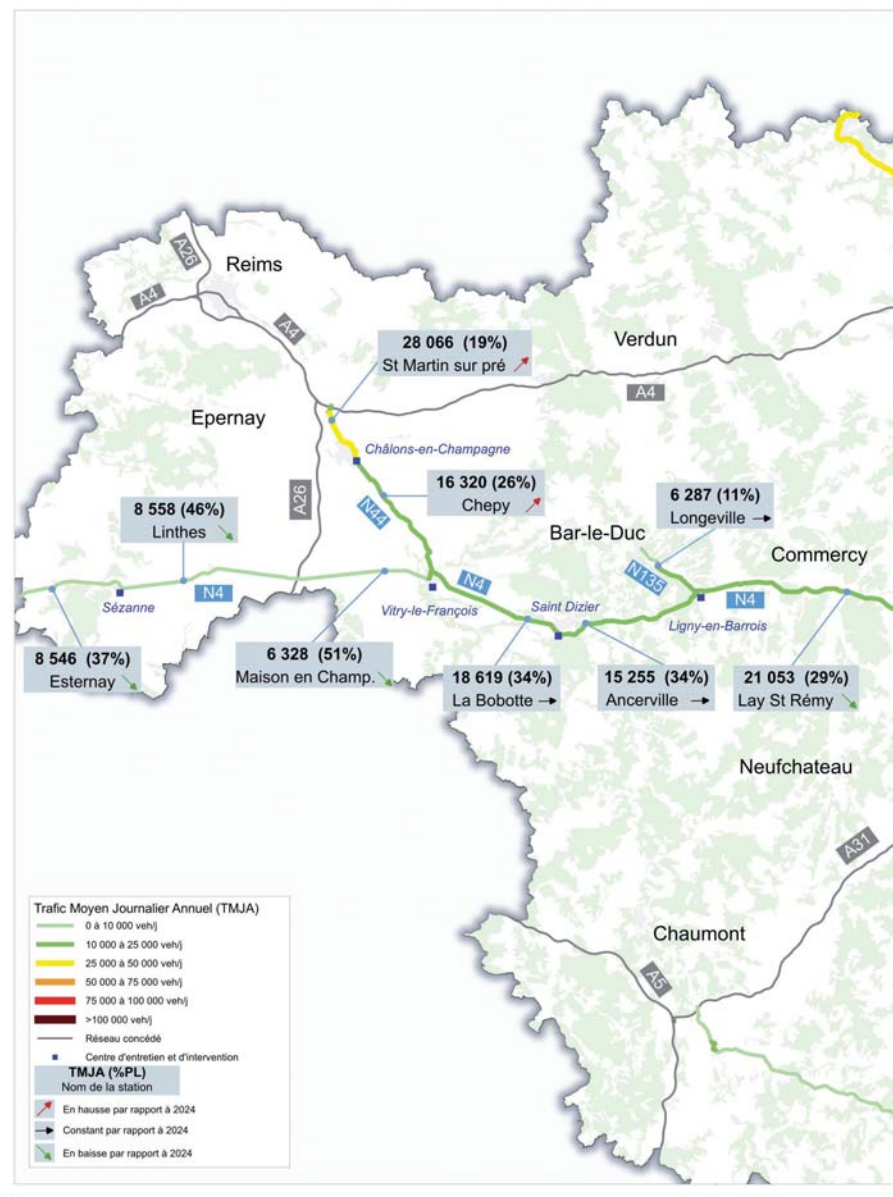 A26
Reims
A4
A4
28 066 (19%)
St Martin sur pré
Verdun
A4
Epernay
Châlons-en-Champagne
16 320 (26%)
Chepy
A26
N44
8 558 (46%)
Linthes
6 287 (11%)
Longeville
Bar-le-Duc
Commercy
N135
N4
Sézanne
N4
Vitry-le-François
Saint Dizier
N4
Ligny-en-Barrois
8 546 (37%)
Esternay
6 328 (51%)
Maison en Champ.
18 619 (34%)
La Bobotte
15 255 (34%)
Ancerville
21 053 (29%)
Lay St Rémy
Neufchateau
A31
Chaumont
A5
Trafic Moyen Journalier Annuel (TMJA)
0 à 10 000 veh/j
10 000 à 25 000 veh/j
25 000 à 50 000 veh/j
50 000 à 75 000 veh/j
75 000 à 100 000 veh/j
>100 000 veh/j
Réseau concédé
Centre d'entretien et d'intervention
TMJA (%PL)
Nom de la station
En hausse par rapport à 2024
Constant par rapport à 2024
En baisse par rapport à 2024